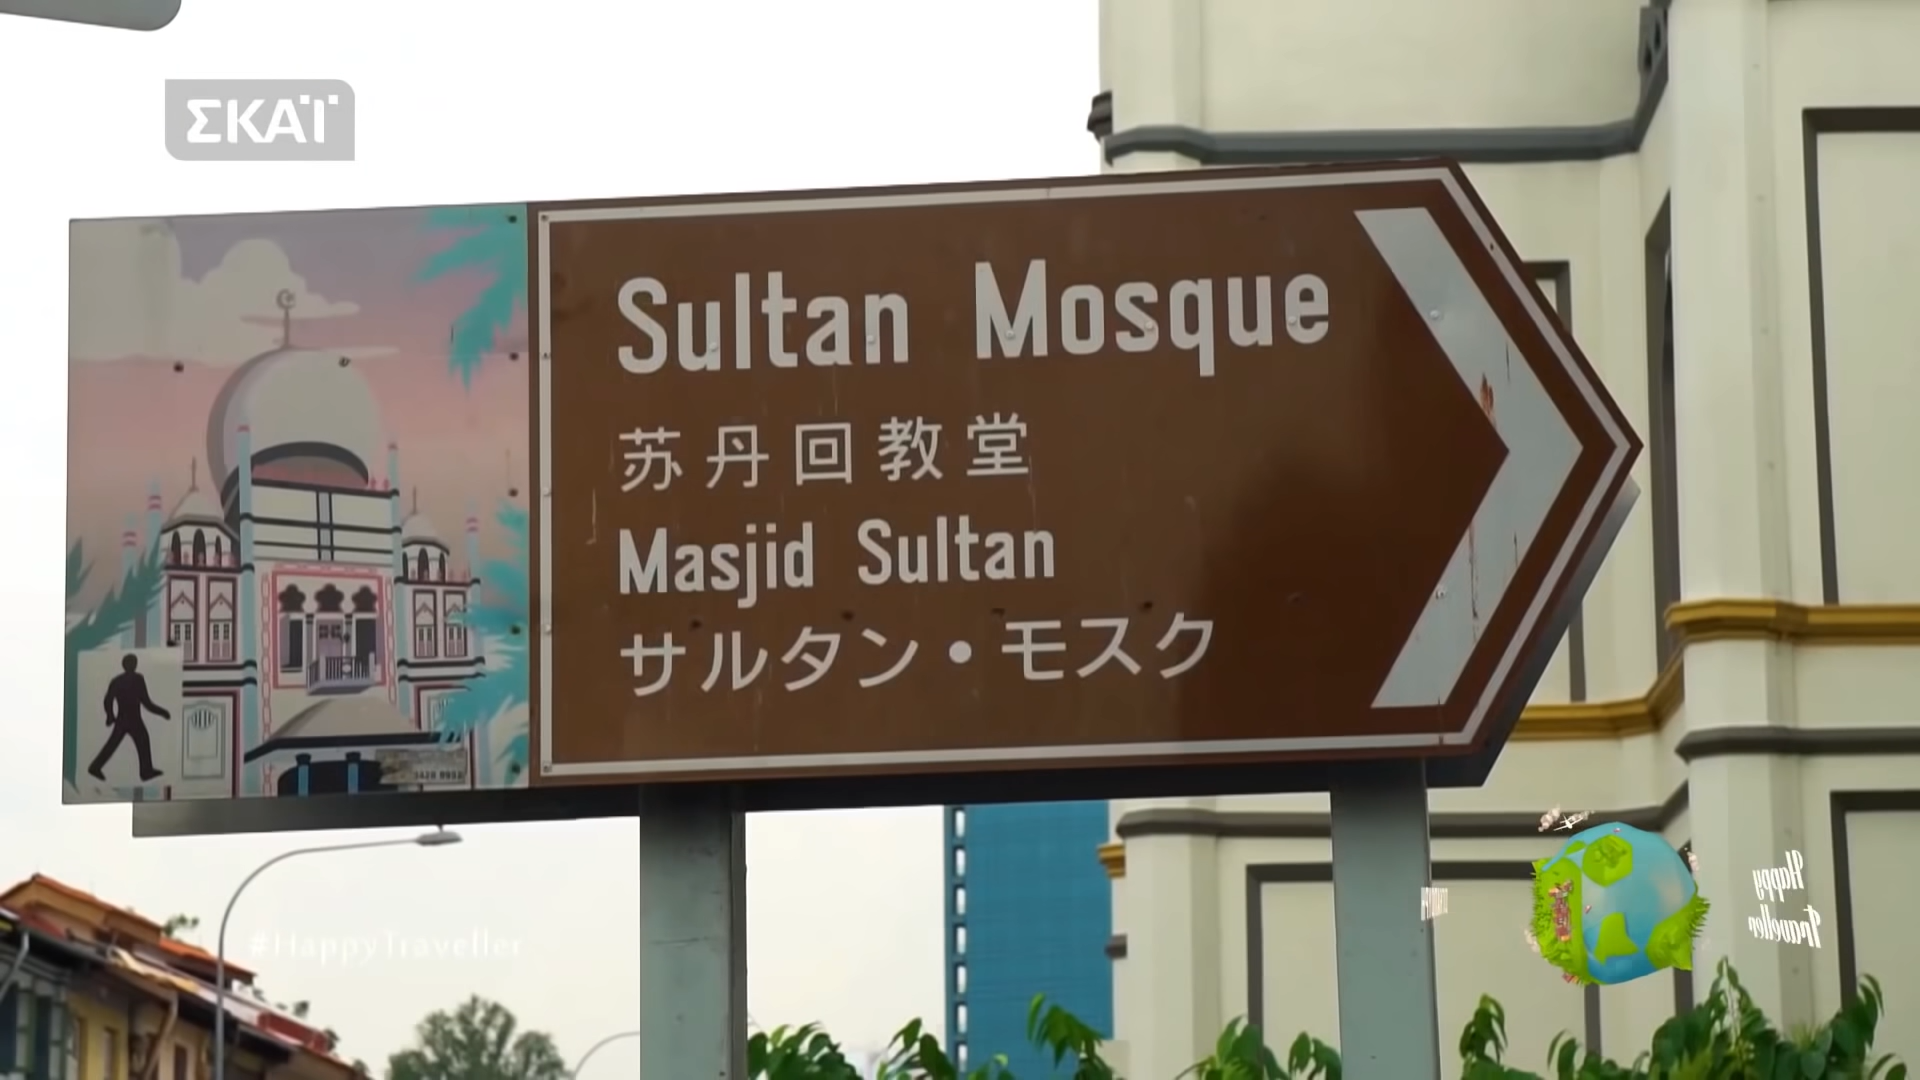 ΣΚΑΪ
Sultan Mosque
苏丹回教堂
Masjid Sultan
サルタン・モスク
#HappyTraveller
Happy
Traveller